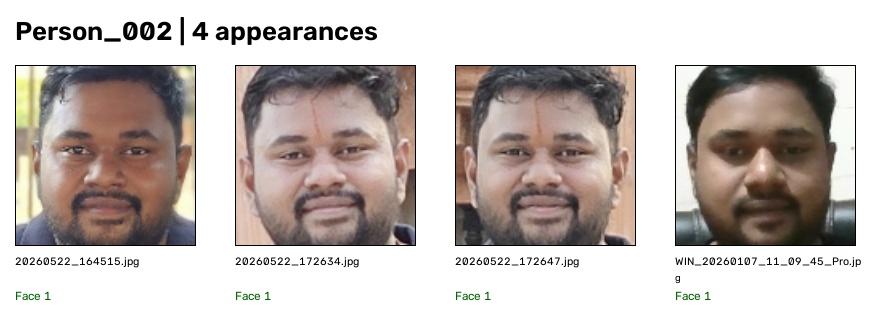 Person_002 | 4 appearances
20260522_164515.jpg
20260522_172634.jpg
20260522_172647.jpg
WIN_20260107_11_09_45_Pro.jp
g
Face 1
Face 1
Face 1
Face 1